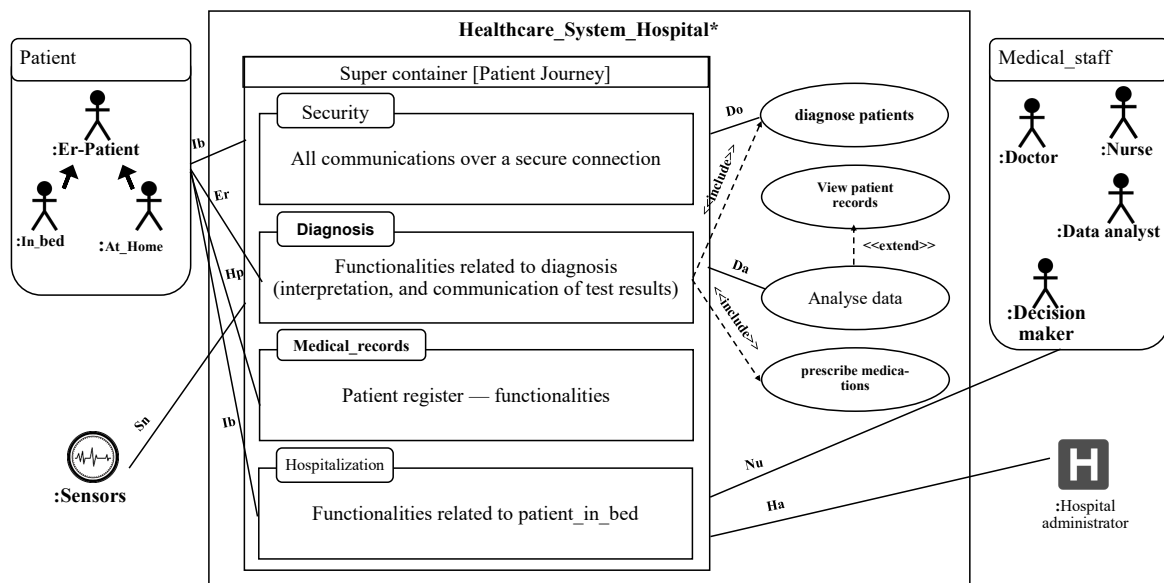 Healthcare_System_Hospital*
Patient
:Er-Patient
:In_bed
:At_Home
Ib
Er
Hp
Ib
Sn
:Sensors
Super container [Patient Journey]
Security
All communications over a secure connection
Diagnosis
Functionalities related to diagnosis
(interpretation, and communication of test results)
Medical_records
Patient register — functionalities
Hospitalization
Functionalities related to patient_in_bed
Do
<<include>>
Da
<<include>>
Nu
Ha
diagnose patients
View patient
records
<<extend>>
Analyse data
prescribe medica-
tions
Medical_staff
:Doctor
:Nurse
:Data analyst
:Decision
maker
H
:Hospital
administrator